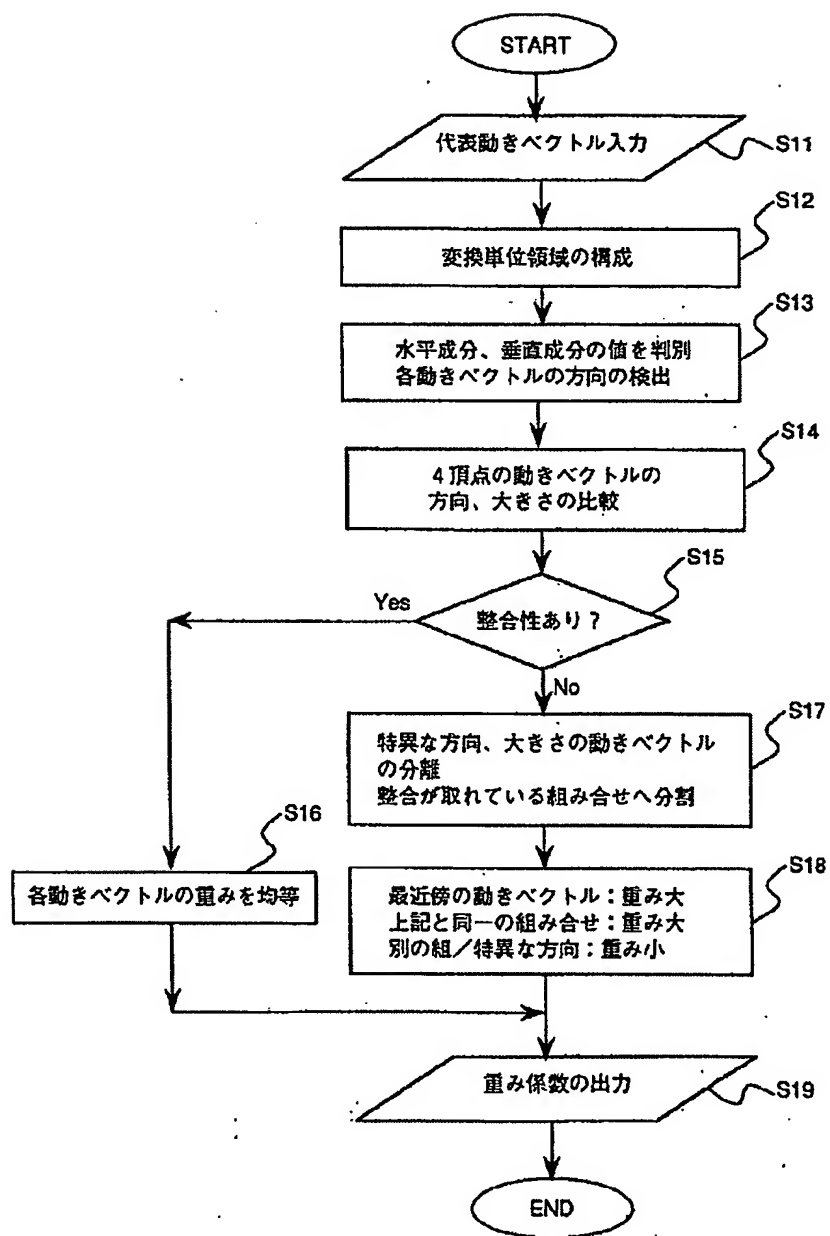 START
代表動きベクトル入力
S11
S12
変換単位領域の構成
S13
水平成分、垂直成分の値を判別
各動きベクトルの方向の検出
S14
4頂点の動きベクトルの
方向、大きさの比較
S15
Yes
整合性あり?
No
S17
特異な方向、大きさの動きベクトル
の分離
整合が取れている組み合せへ分割
S16
各動きベクトルの重みを均等
S18
最近傍の動きベクトル:重み大
上記と同一の組み合せ:重み大
別の組/特異な方向:重み小
重み係数の出力
S19
END